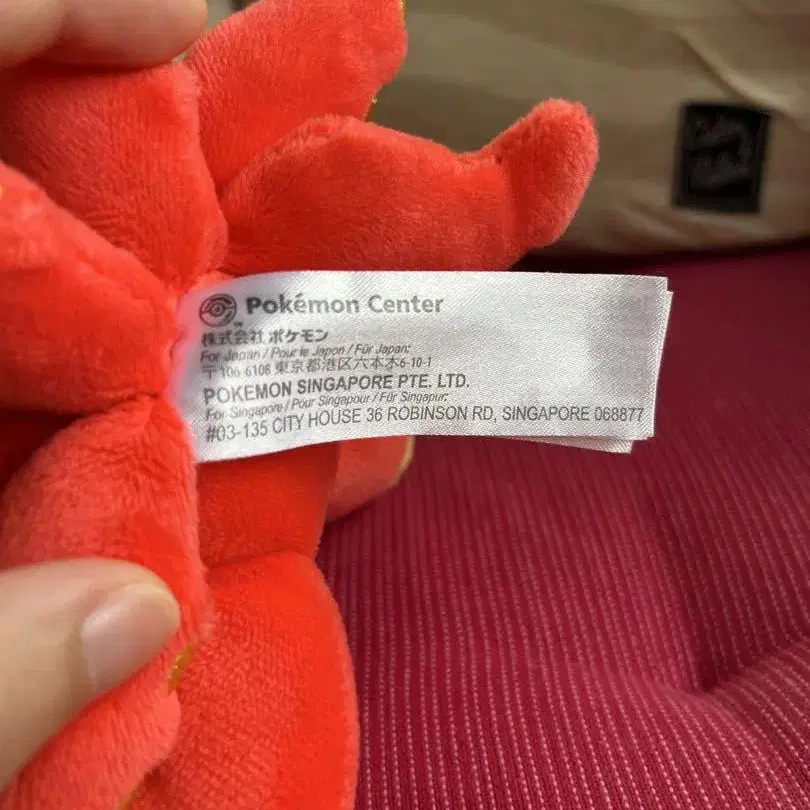 Pokémon Center
株式会社 ポケモン
For Japan / Pour le Japon / Für Japan:
〒106-6108 東京都港区六本木6-10-1
POKEMON SINGAPORE PTE. LTD.
For Singapore / Pour Singapour / Für Singapur:
#03-135 CITY HOUSE 36 ROBINSON RD, SINGAPORE 068877